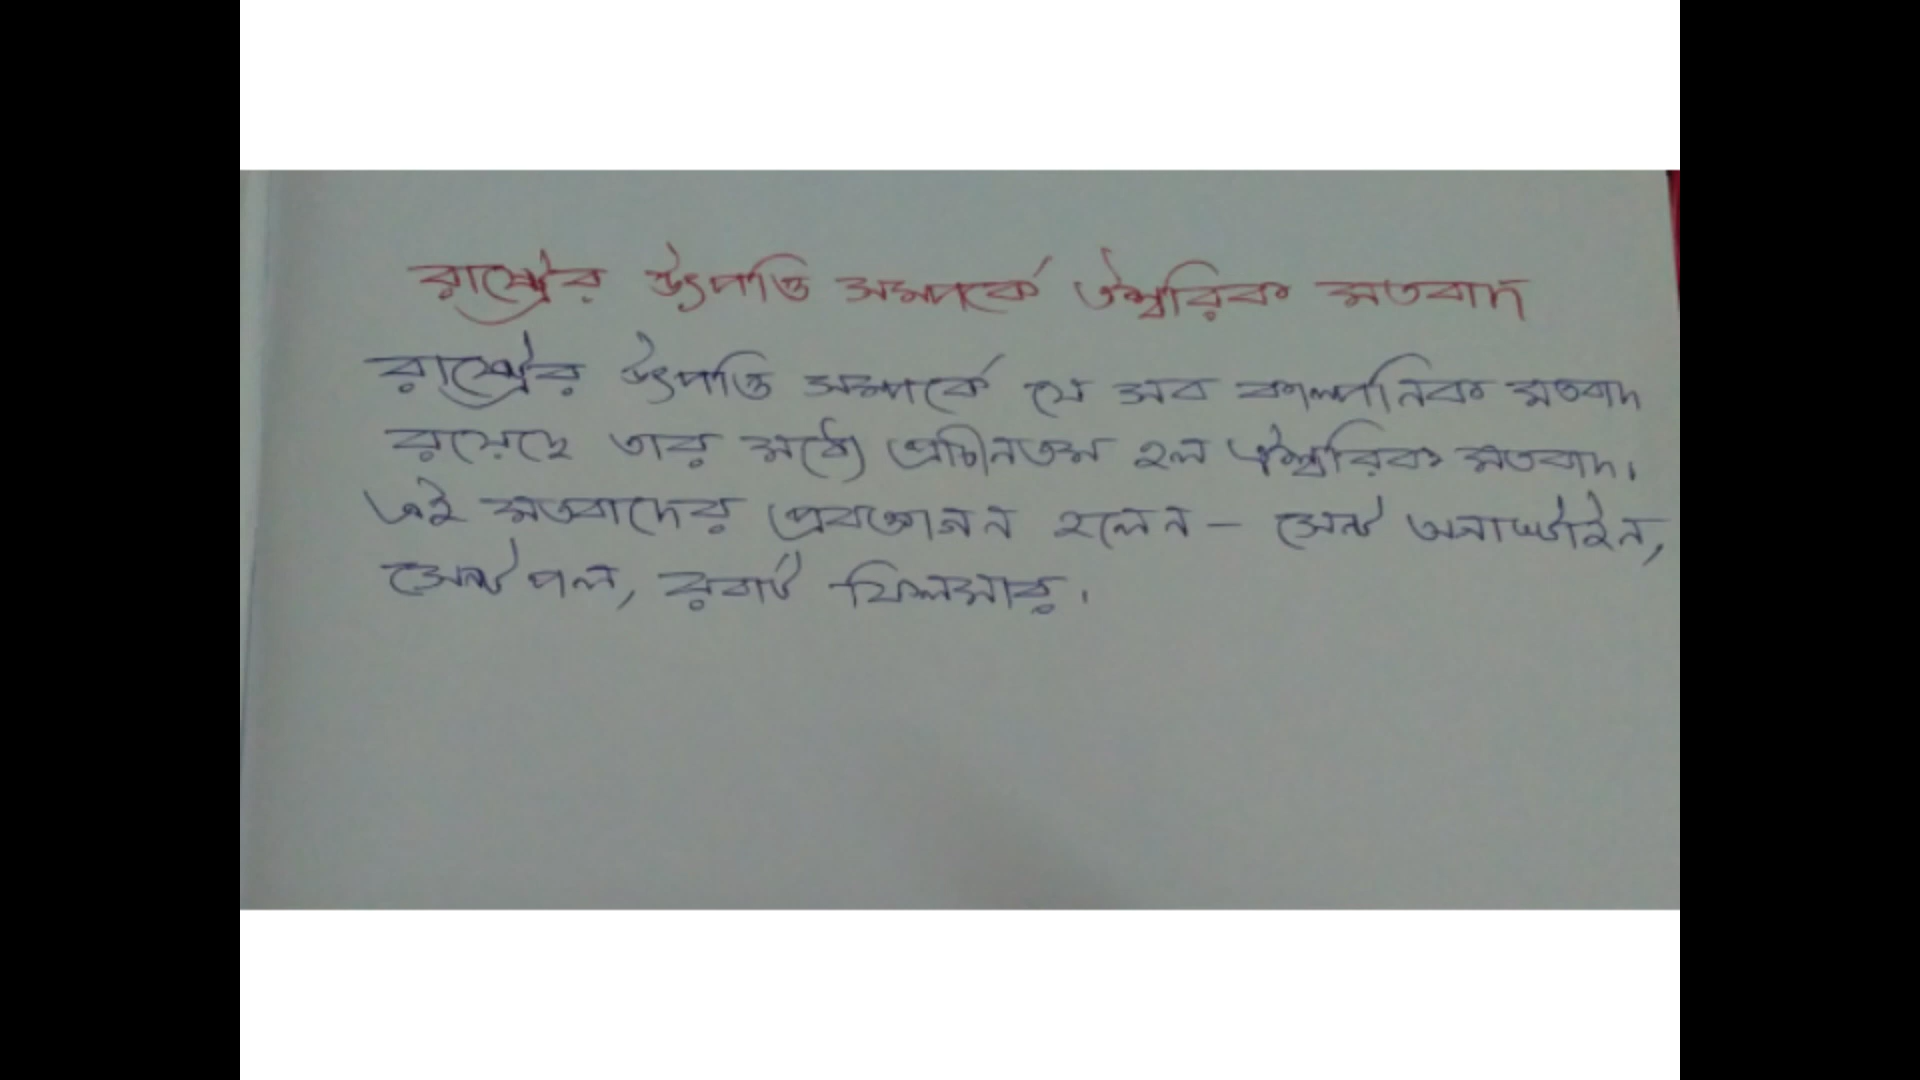 রাষ্ট্রের উৎপত্তি সম্পর্কে ঐশ্বরিক মতবাদ
রাষ্ট্রের উৎপত্তি সম্পর্কে যে সব কাল্পনিক মতবাদ
রয়েছে তার মধ্যে প্রাচীনতম হল ঐশ্বরিক মতবাদ।
এই মতবাদের প্রবক্তাগন হলেন - সেন্ট অগাস্টাইন,
সেন্ট পল, রবার্ট ফিলমার।